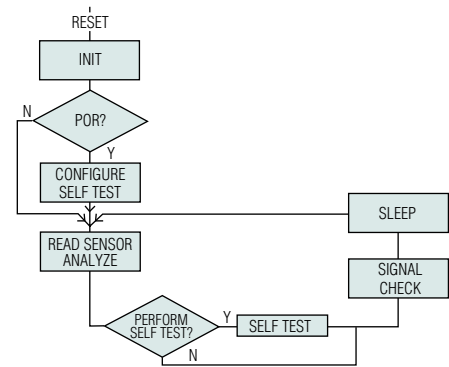 RESET
INIT
N
POR?
Y
CONFIGURE
SELF TEST
SLEEP
READ SENSOR
ANALYZE
SIGNAL
CHECK
PERFORM
SELF TEST?
Y
SELF TEST
N